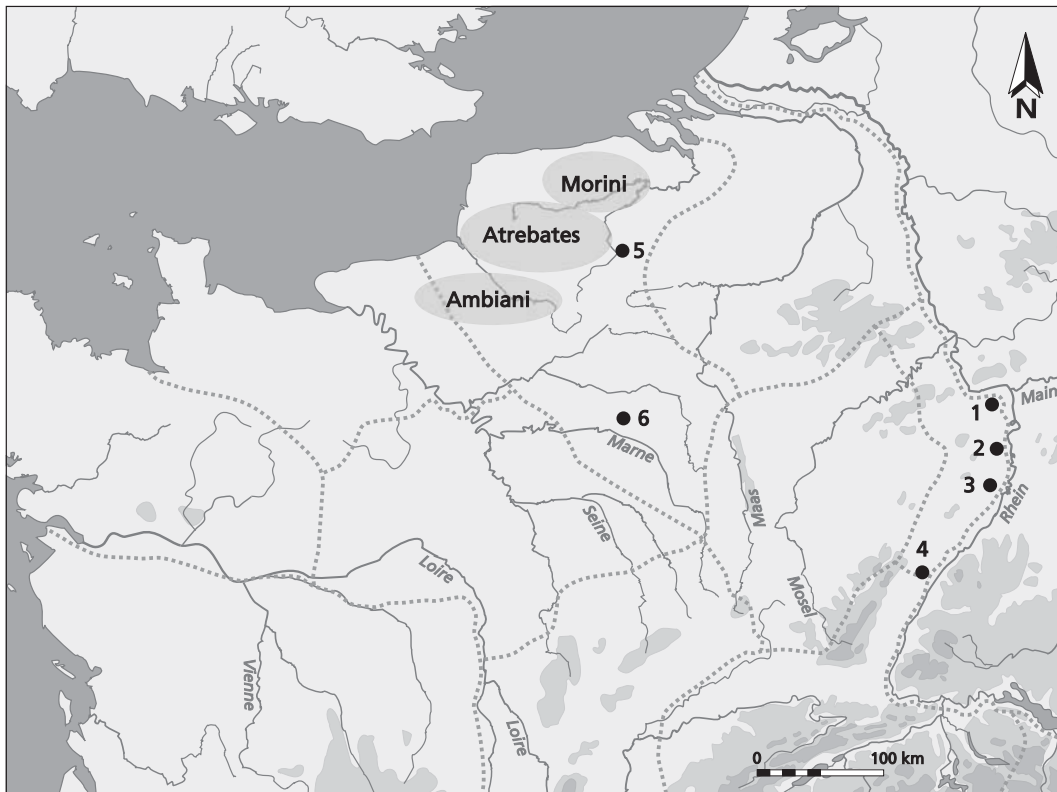 N
Morini
Atrebates
5
Ambiani
Main
1
6
2
Marne
3
Rhein
Maas
Seine
4
Loire
Mosel
Vienne
Loire
0 100 km